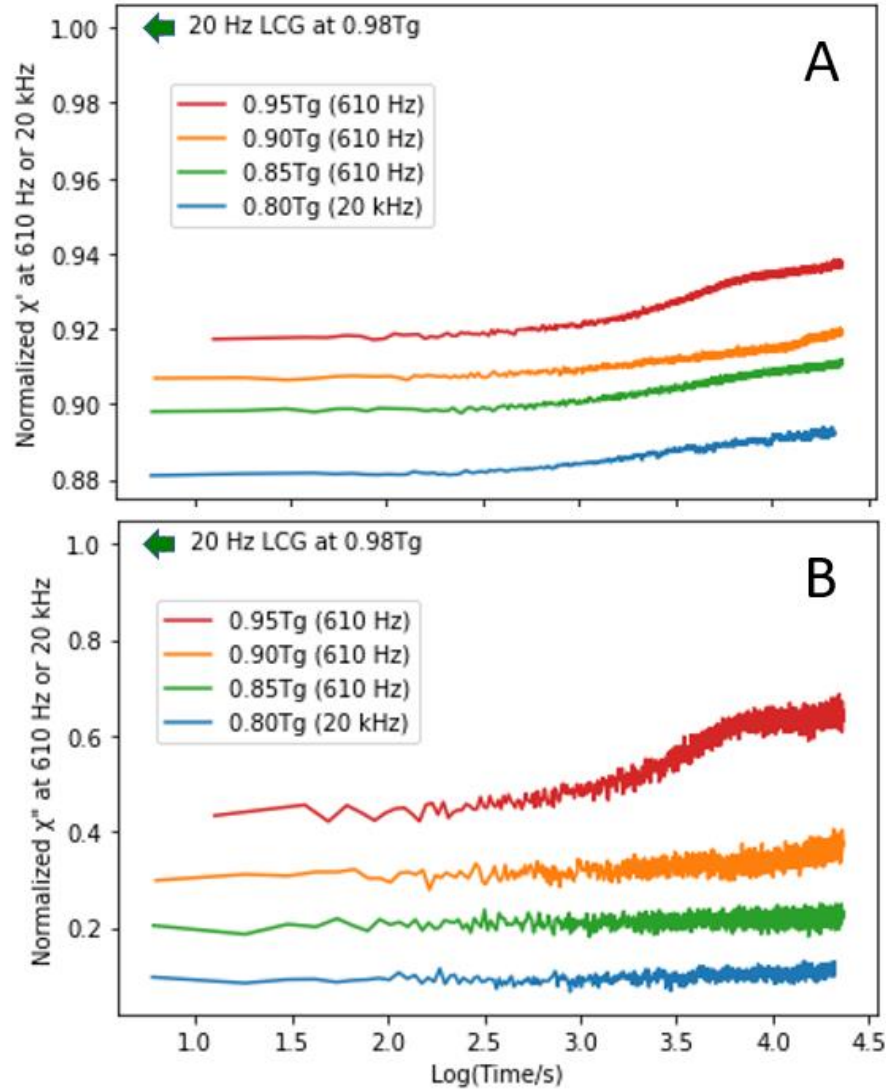 1.00
20 Hz LCG at 0.98Tg
A
0.95Tg (610 Hz)
0.90Tg (610 Hz)
0.85Tg (610 Hz)
0.80Tg (20 kHz)
0.98
0.96
0.94
0.92
0.90
0.88
Normalized χ' at 610 Hz or 20 kHz
1.0
20 Hz LCG at 0.98Tg
B
0.95Tg (610 Hz)
0.90Tg (610 Hz)
0.85Tg (610 Hz)
0.80Tg (20 kHz)
0.8
0.6
0.4
0.2
Normalized χ" at 610 Hz or 20 kHz
1.0 1.5 2.0 2.5 3.0 3.5 4.0 4.5
Log(Time/s)